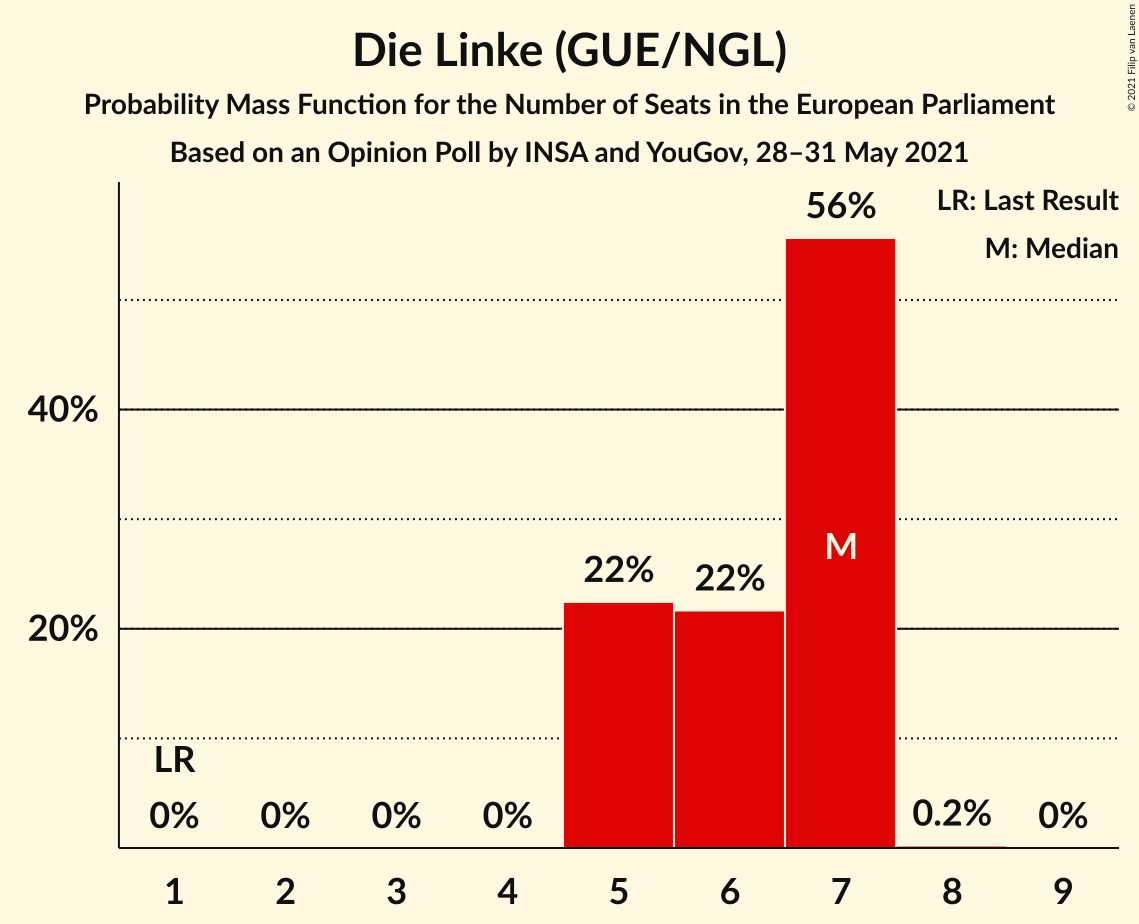 Die Linke (GUE/NGL)
Probability Mass Function for the Number of Seats in the European Parliament
Based on an Opinion Poll by INSA and YouGov, 28–31 May 2021
© 2021 Filip van Laenen
LR: Last Result
M: Median
56%
40%
M
22%
22%
20%
LR
0%
0%
0%
0%
0.2%
0%
1 2 3 4 5 6 7 8 9